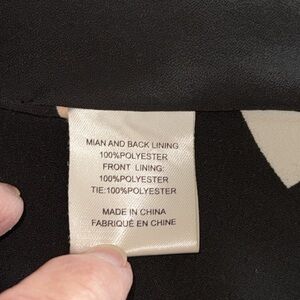 MIAN AND BACK LINING
100%POLYESTER
FRONT LINING:
100%POLYESTER
TIE:100%POLYESTER
MADE IN CHINA
FABRIQUÉ EN CHINE